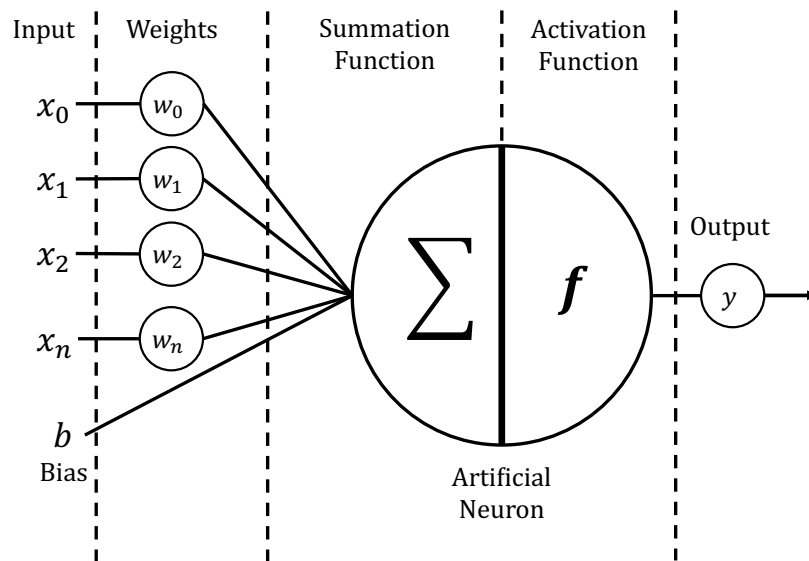 Input
Weights
Summation
Function
Activation
Function
x₀
w₀
x₁
w₁
x₂
w₂
xₙ
wₙ
b
Bias
∑
f
Output
y
Artificial
Neuron